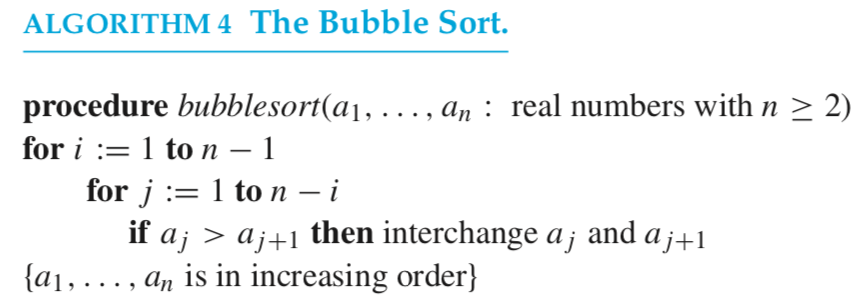 ALGORITHM 4 The Bubble Sort.
procedure bubblesort(a₁, . . . , aₙ : real numbers with n ≥ 2)
for i := 1 to n − 1
for j := 1 to n − i
if aⱼ > aⱼ₊₁ then interchange aⱼ and aⱼ₊₁
{a₁, . . . , aₙ is in increasing order}